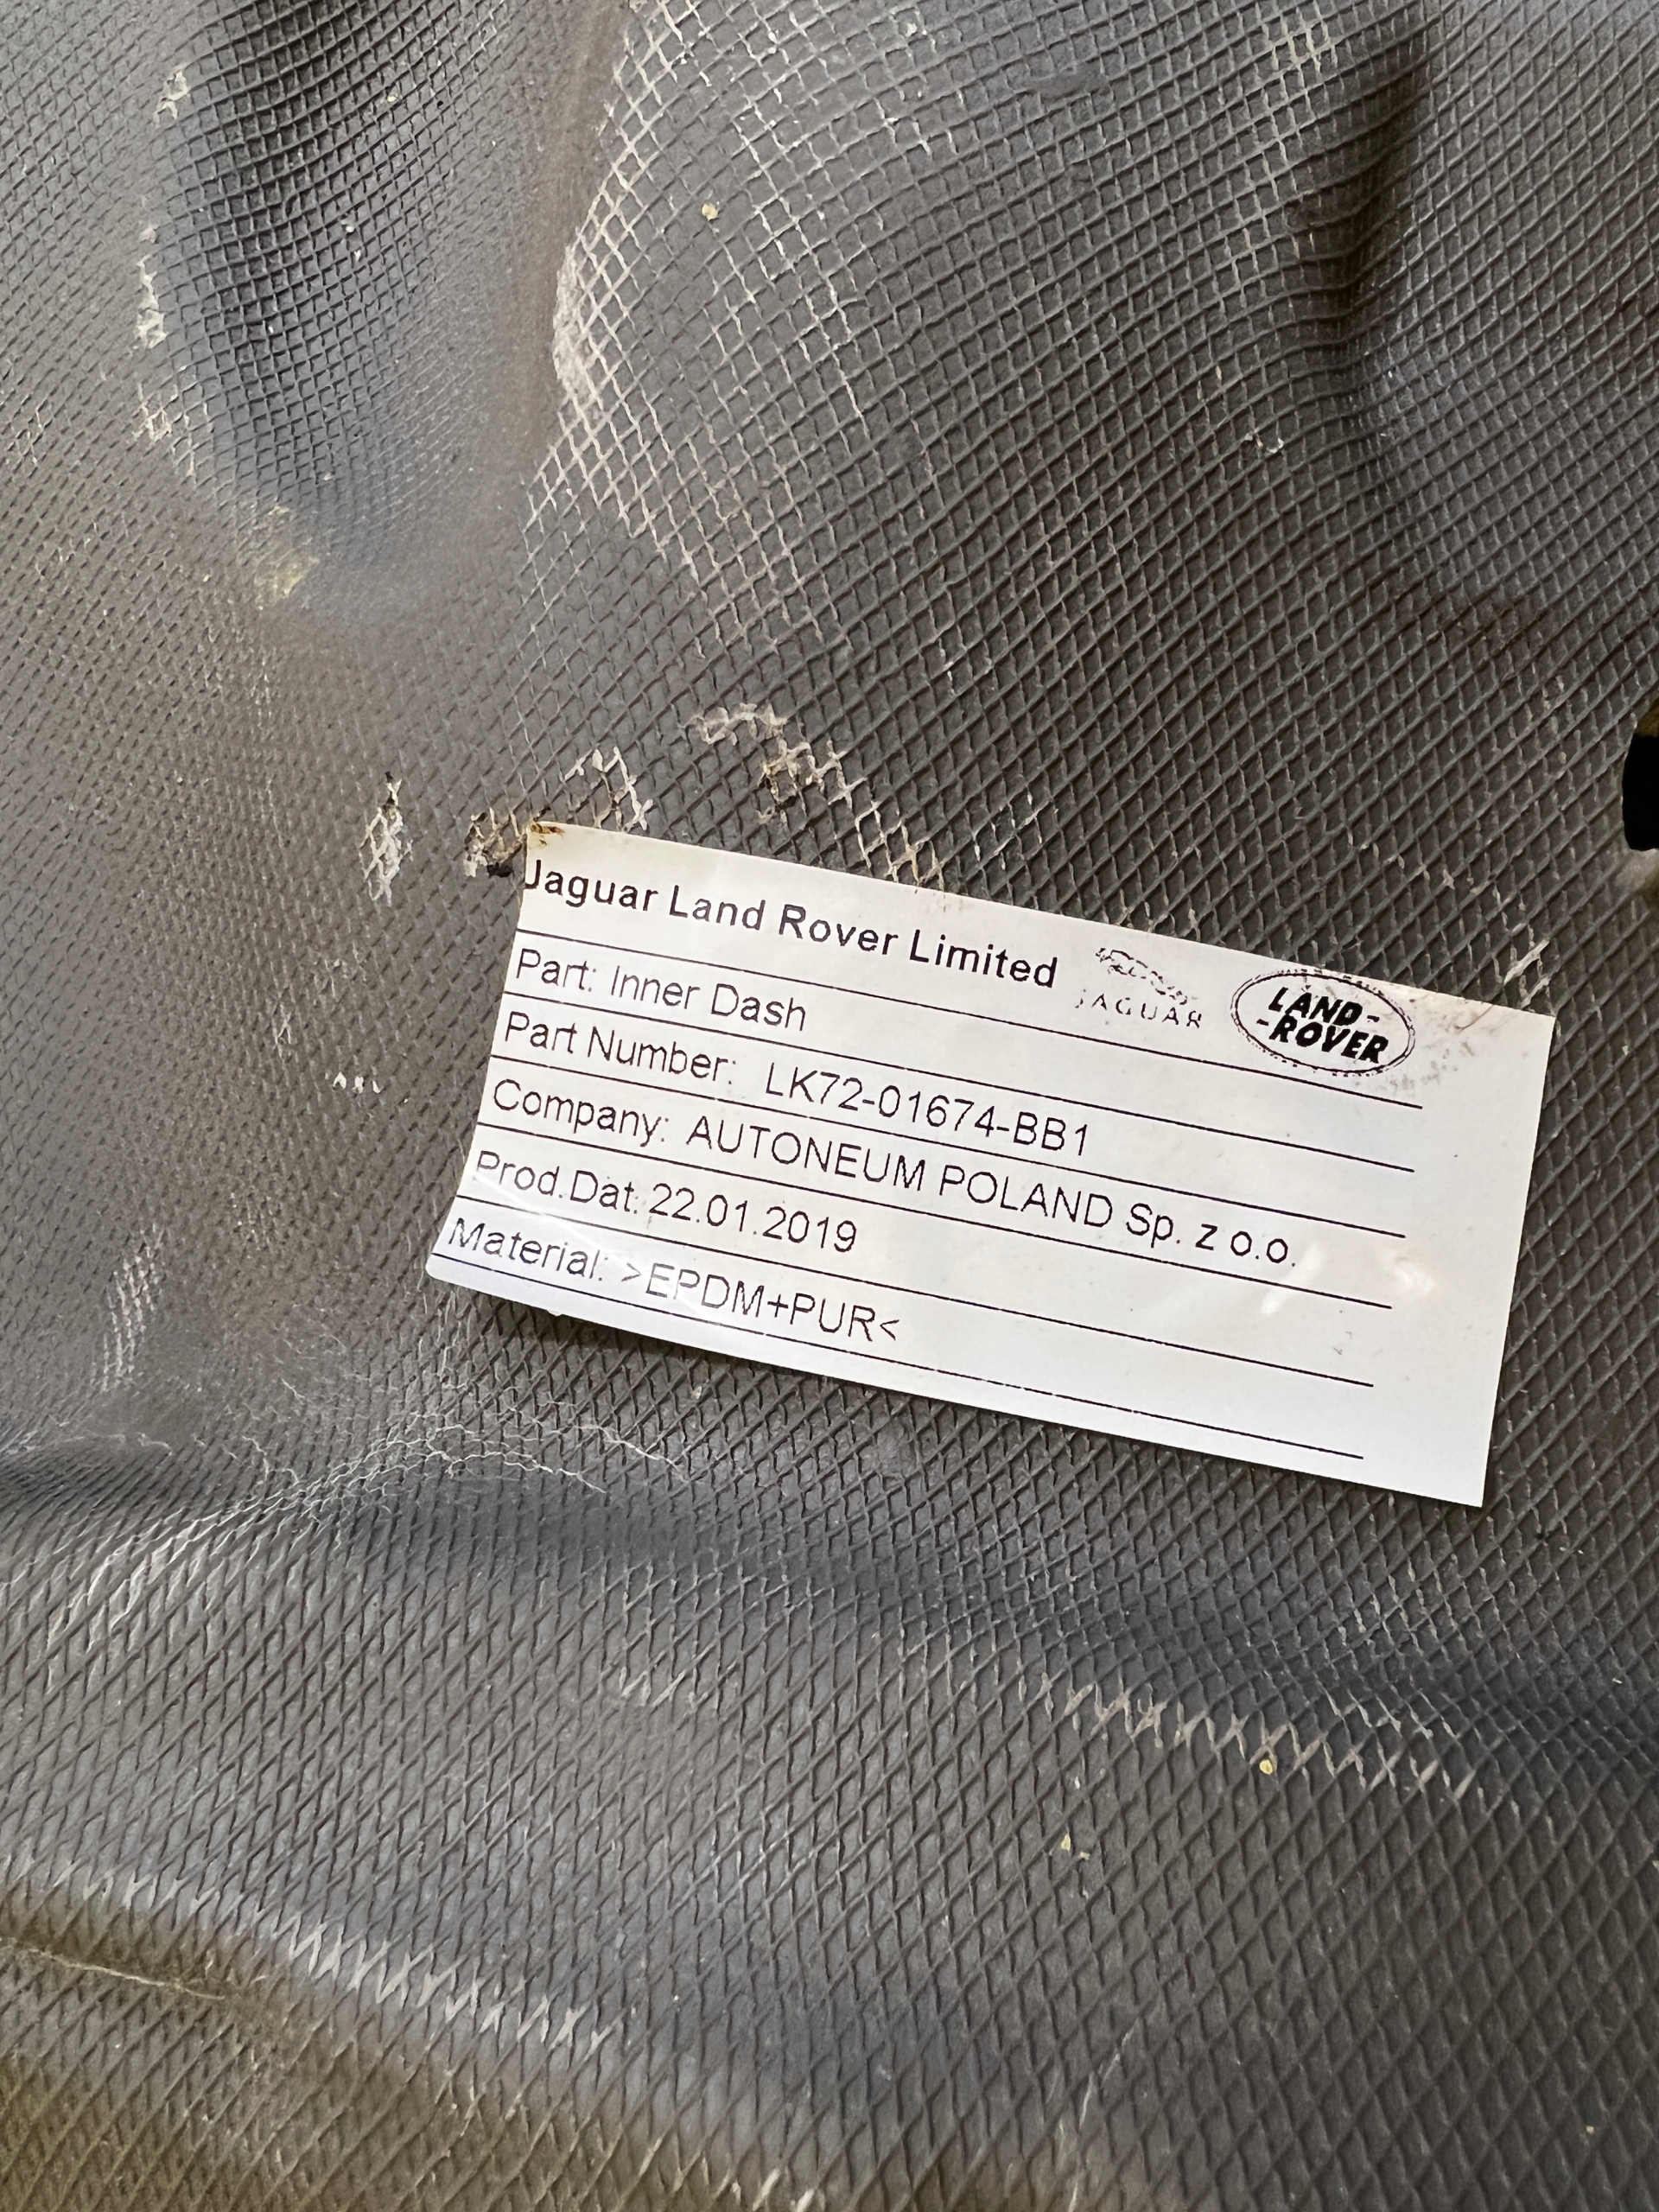 Jaguar Land Rover Limited
JAGUAR
LAND-
-ROVER
Part: Inner Dash
Part Number: LK72-01674-BB1
Company: AUTONEUM POLAND Sp. z o.o.
Prod.Dat: 22.01.2019
Material: >EPDM+PUR<